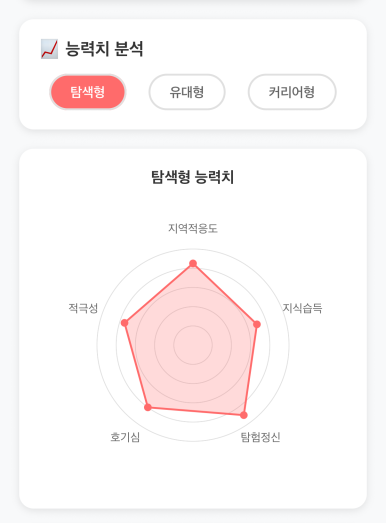 📈 능력치 분석
탐색형 유대형 커리어형
탐색형 능력치
지역적응도
적극성 지식습득
호기심 탐험정신